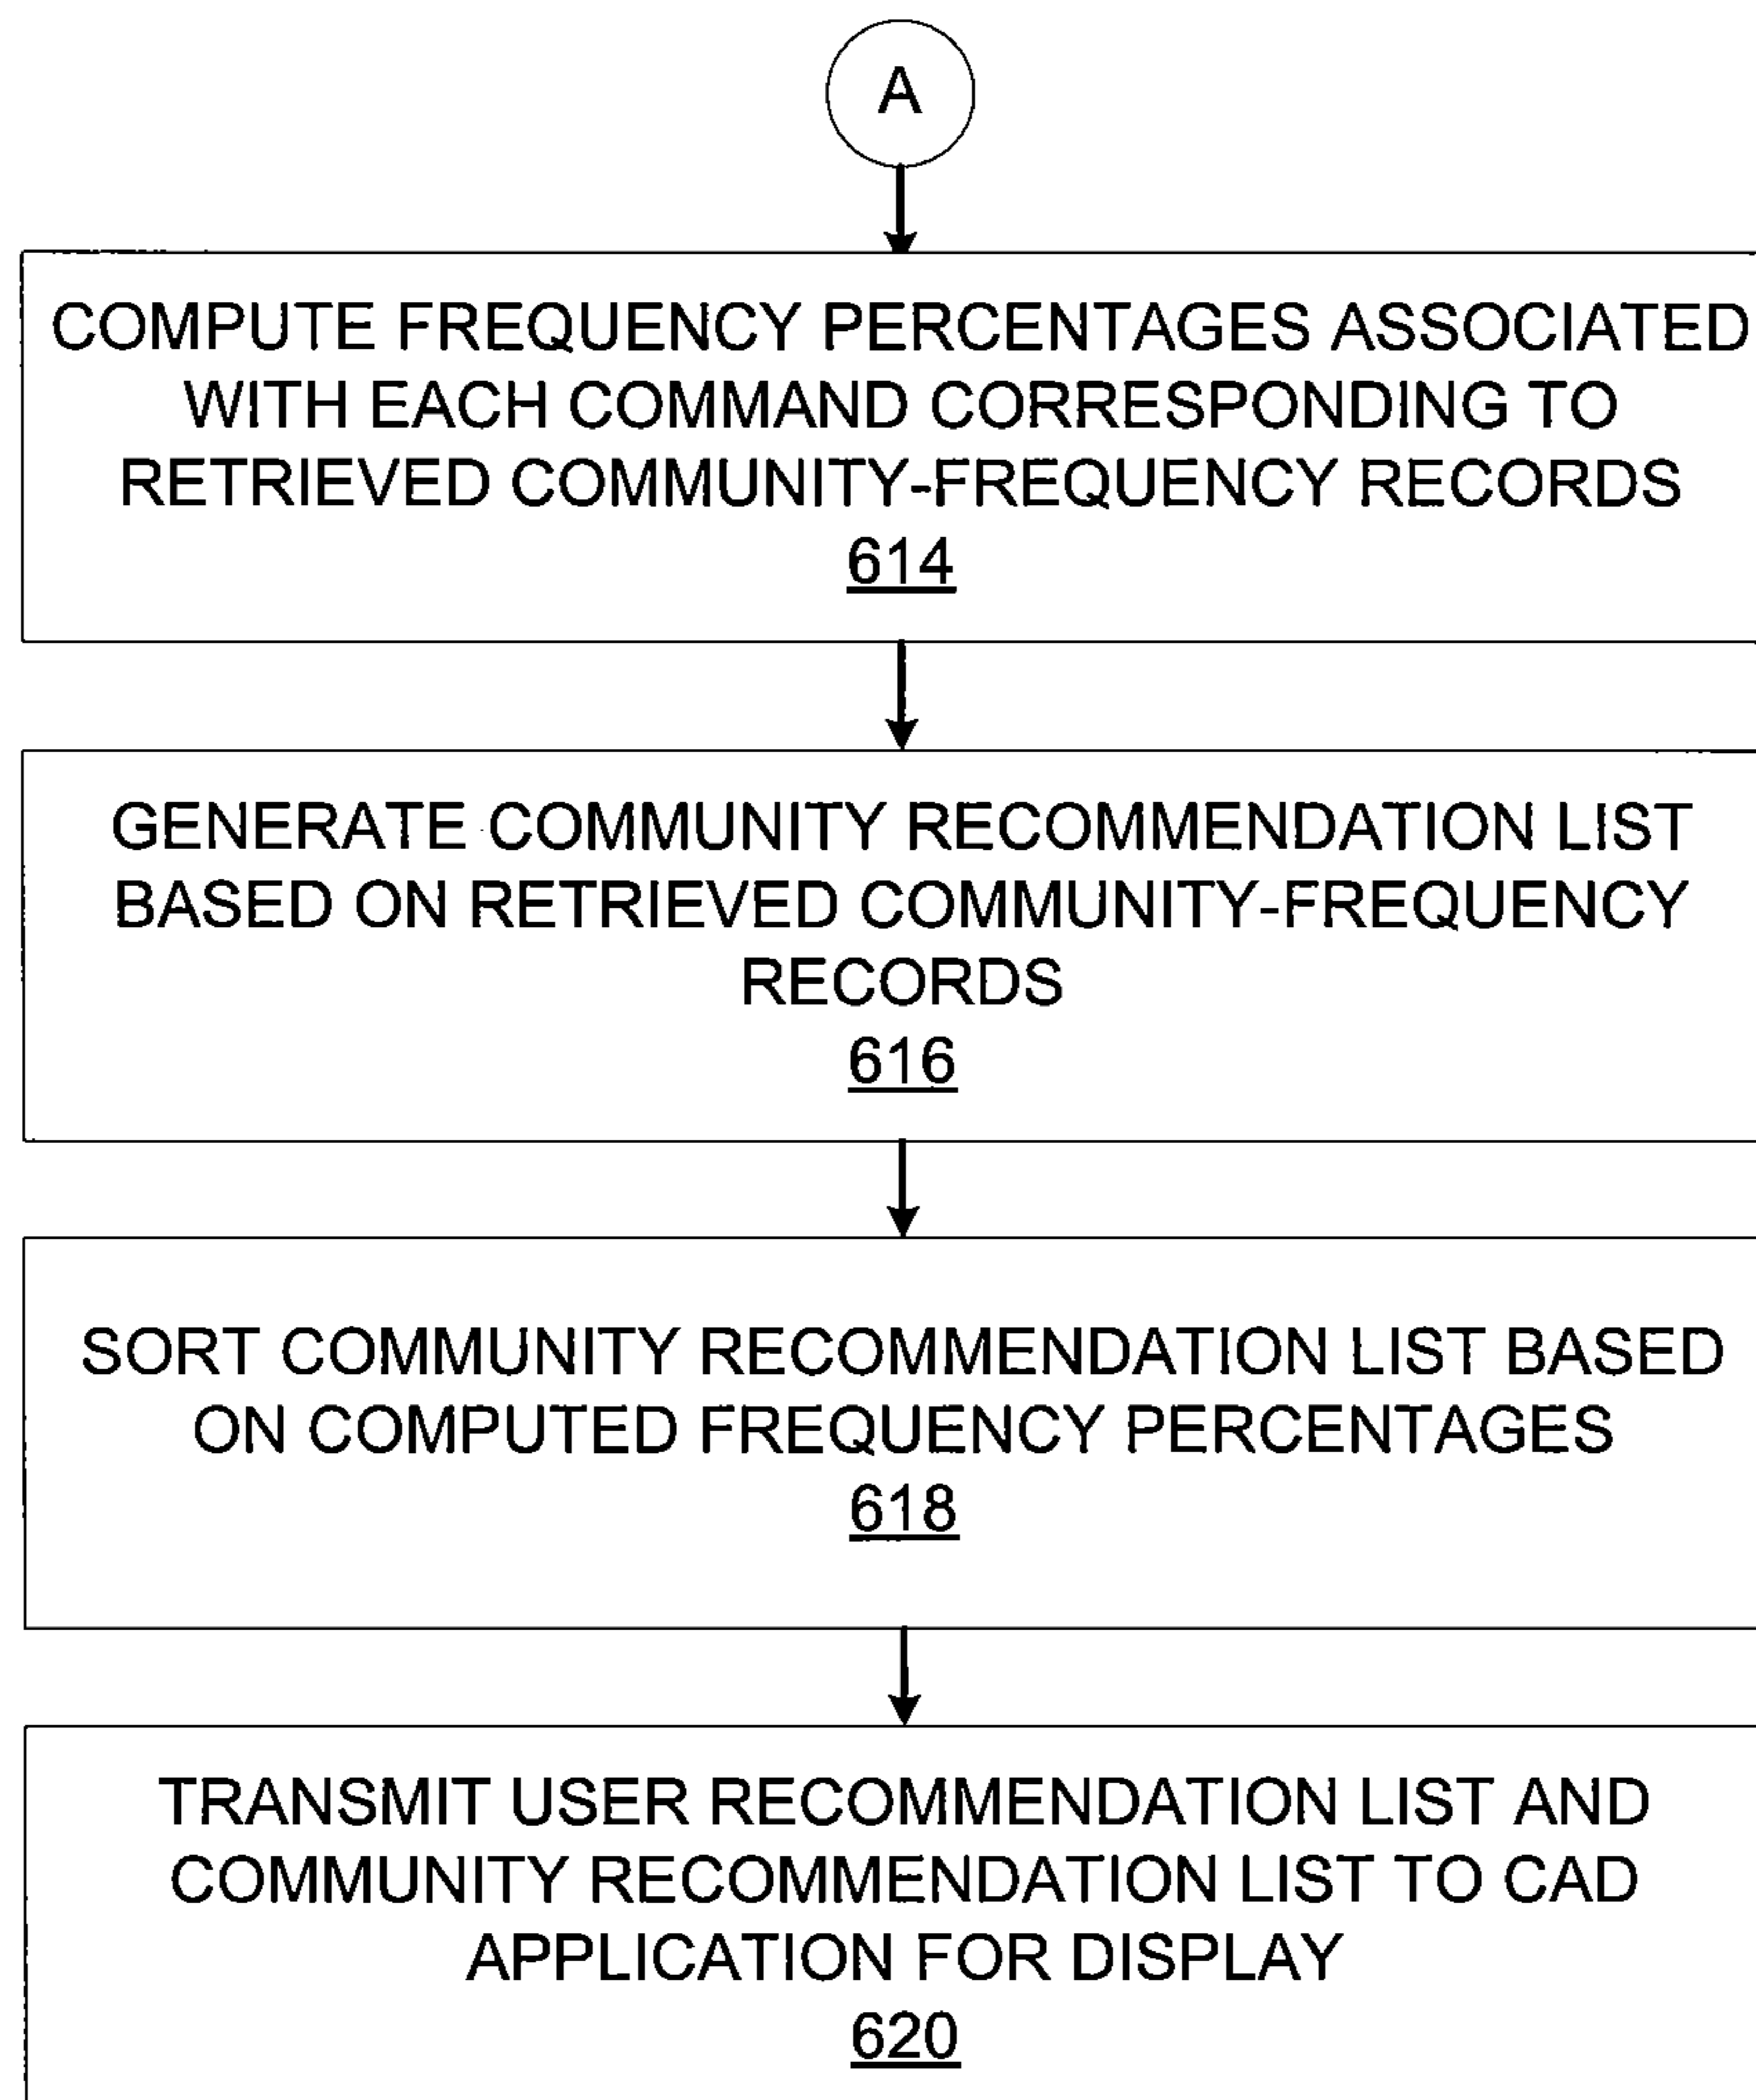 A
COMPUTE FREQUENCY PERCENTAGES ASSOCIATED
WITH EACH COMMAND CORRESPONDING TO
RETRIEVED COMMUNITY-FREQUENCY RECORDS
614
GENERATE COMMUNITY RECOMMENDATION LIST
BASED ON RETRIEVED COMMUNITY-FREQUENCY
RECORDS
616
SORT COMMUNITY RECOMMENDATION LIST BASED
ON COMPUTED FREQUENCY PERCENTAGES
618
TRANSMIT USER RECOMMENDATION LIST AND
COMMUNITY RECOMMENDATION LIST TO CAD
APPLICATION FOR DISPLAY
620